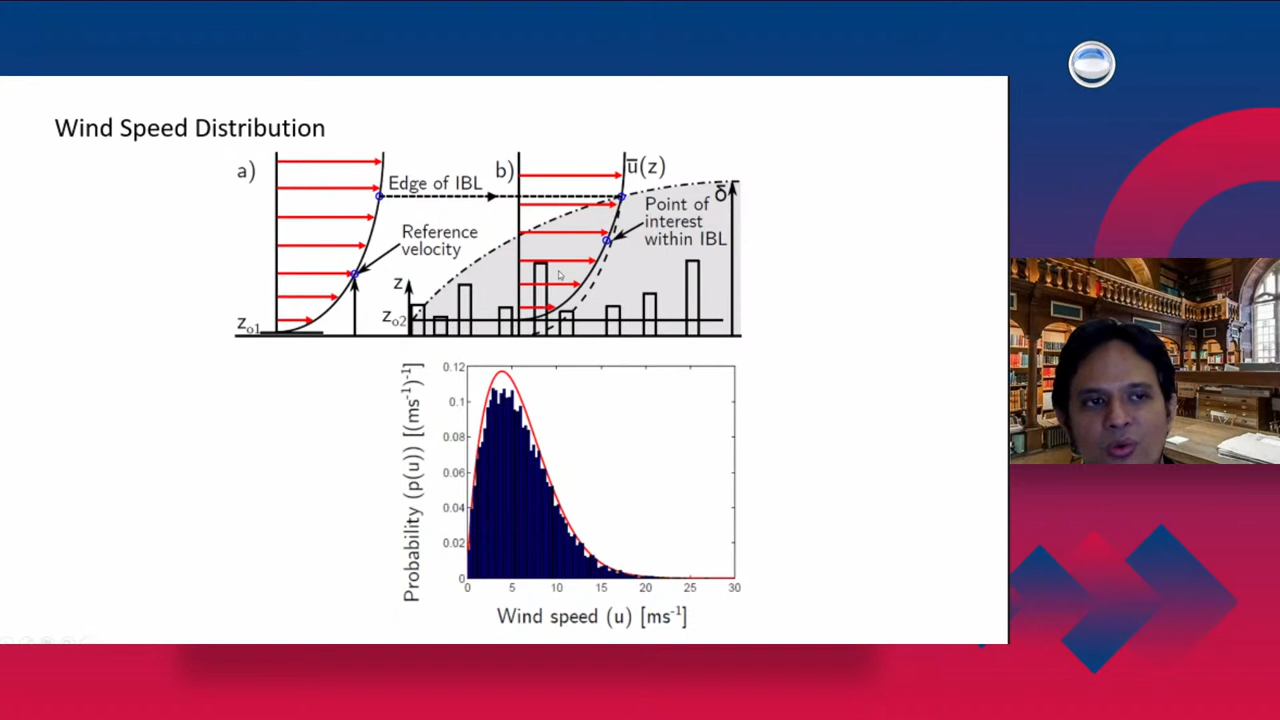 Wind Speed Distribution
a)
b)
ū(z)
Edge of IBL
δ
Point of
interest
within IBL
Reference
velocity
z
z₀₁
z₀₂
Probability (p(u)) [(ms⁻¹)⁻¹]
0.12
0.1
0.08
0.06
0.04
0.02
0
0 5 10 15 20 25 30
Wind speed (u) [ms⁻¹]